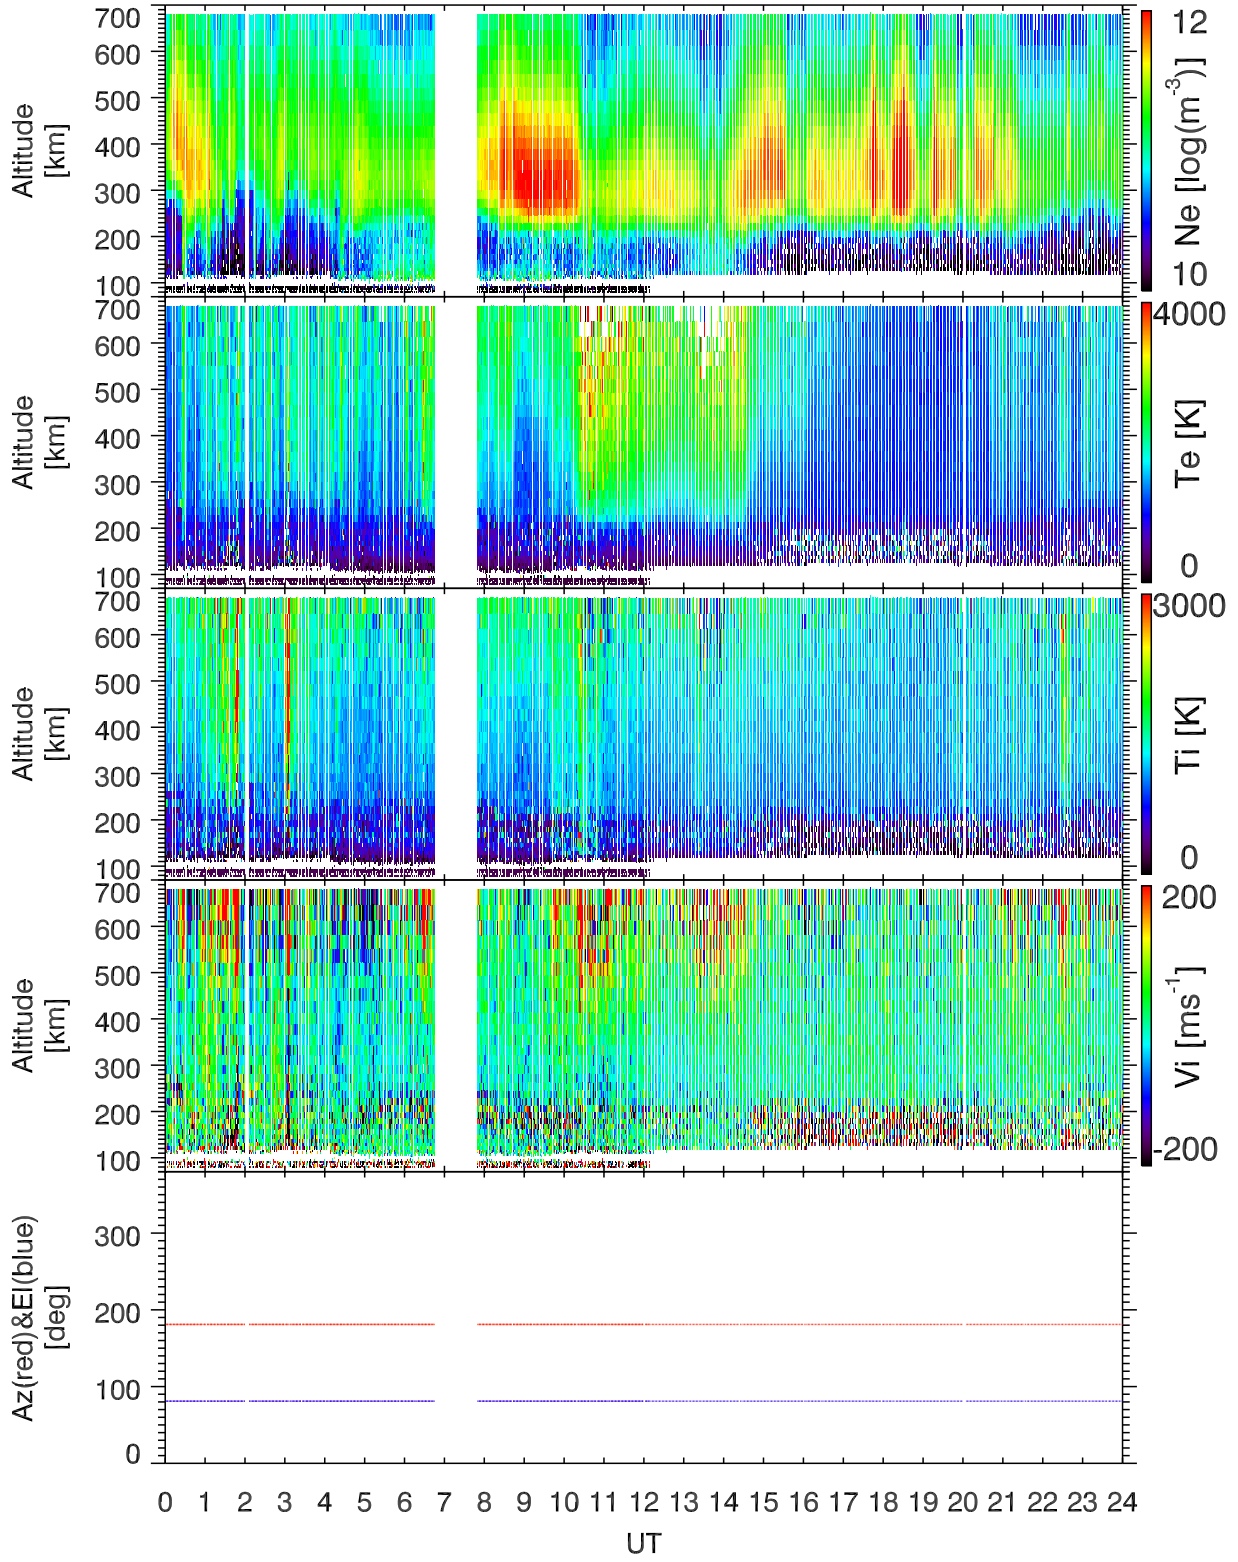 700
600
500
400
300
200
100
Altitude
[km]
12
Ne [log(m⁻³)]
10
700
600
500
400
300
200
100
Altitude
[km]
4000
Te [K]
0
700
600
500
400
300
200
100
Altitude
[km]
3000
Ti [K]
0
700
600
500
400
300
200
100
Altitude
[km]
200
Vi [ms⁻¹]
-200
300
200
100
0
Az(red)&El(blue)
[deg]
0 1 2 3 4 5 6 7 8 9 10 11 12 13 14 15 16 17 18 19 20 21 22 23 24
UT